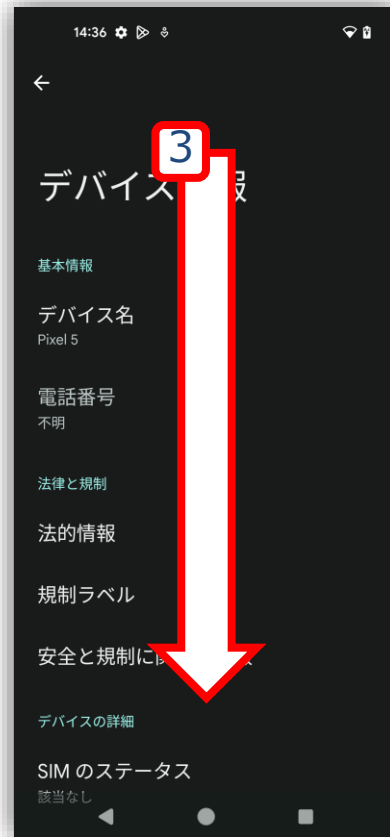 14:36
3
デバイス 報
基本情報
デバイス名
Pixel 5
電話番号
不明
法律と規制
法的情報
規制ラベル
安全と規制に
デバイスの詳細
SIM のステータス
該当なし